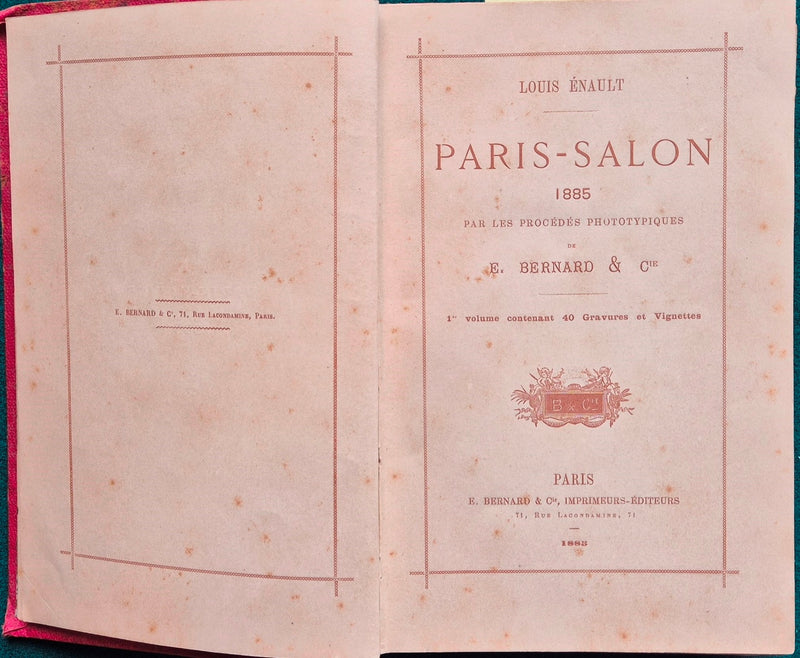 E. BERNARD & Cⁱᵉ, 71, Rue Lacondamine, Paris.
LOUIS ÉNAULT
PARIS-SALON
1885
PAR LES PROCÉDÉS PHOTOTYPIQUES
DE
E. BERNARD & CIE
1er volume contenant 40 Gravures et Vignettes
B & Cie
PARIS
E. BERNARD & Cie, IMPRIMEURS-ÉDITEURS
71, Rue Lacondamine, 71
1883